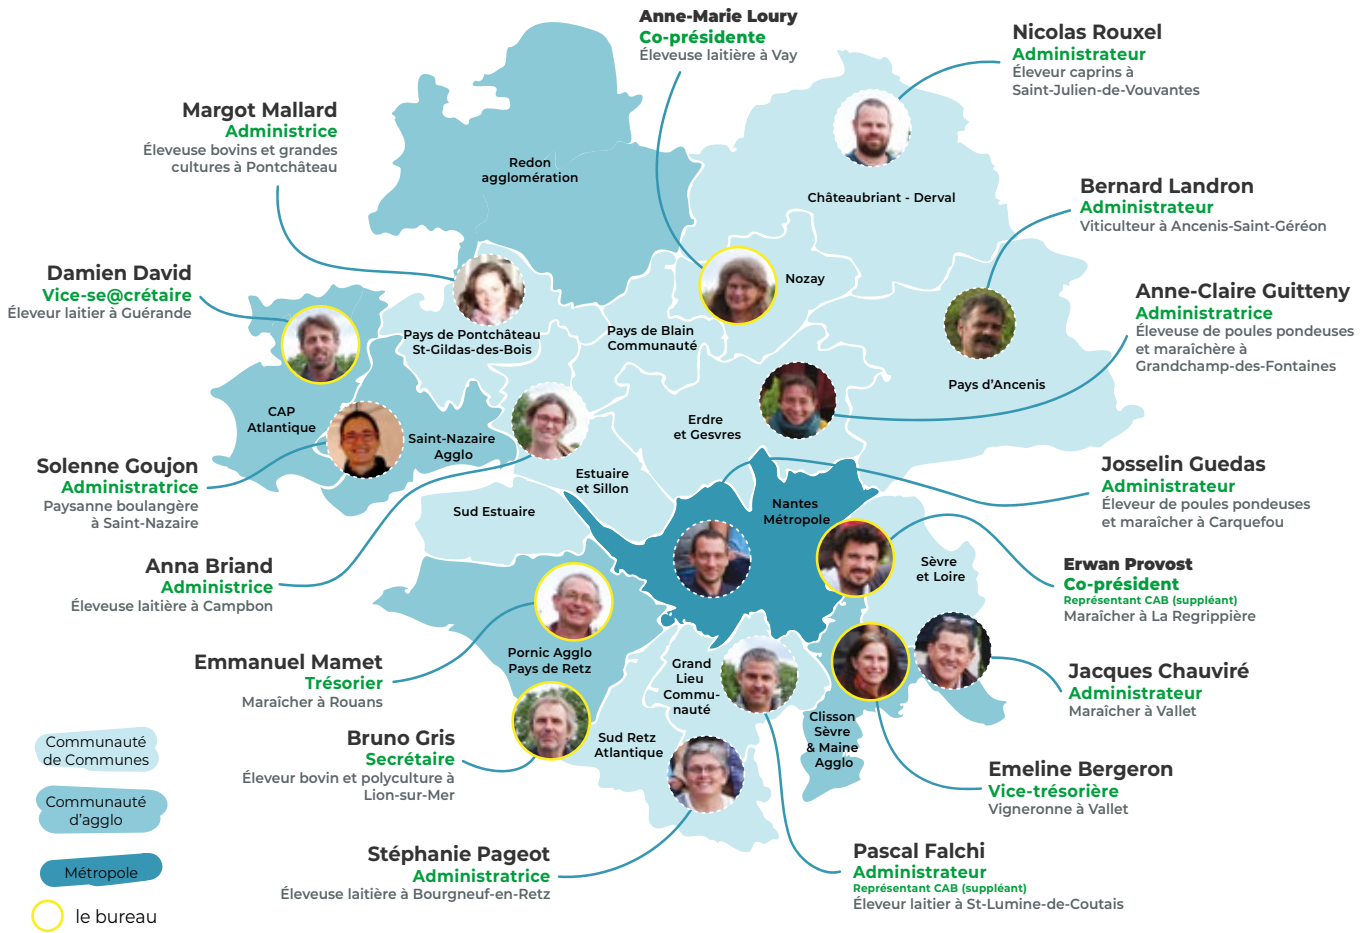 Anne-Marie Loury
Co-présidente
Éleveuse laitière à Vay
Nicolas Rouxel
Administrateur
Éleveur caprins à
Saint-Julien-de-Vouvantes
Margot Mallard
Administrice
Éleveuse bovins et grandes
cultures à Pontchâteau
Bernard Landron
Administrateur
Viticulteur à Ancenis-Saint-Géréon
Damien David
Vice-se@crétaire
Éleveur laitier à Guérande
Anne-Claire Guitteny
Administratrice
Éleveuse de poules pondeuses
et maraîchère à
Grandchamp-des-Fontaines
Solenne Goujon
Administratrice
Paysanne boulangère
à Saint-Nazaire
Josselin Guedas
Administrateur
Éleveur de poules pondeuses
et maraîcher à Carquefou
Anna Briand
Administrice
Éleveuse laitière à Campbon
Erwan Provost
Co-président
Représentant CAB (suppléant)
Maraîcher à La Regrippière
Emmanuel Mamet
Trésorier
Maraîcher à Rouans
Jacques Chauviré
Administrateur
Maraîcher à Vallet
Bruno Gris
Secrétaire
Éleveur bovin et polyculture à
Lion-sur-Mer
Emeline Bergeron
Vice-trésorière
Vigneronne à Vallet
Stéphanie Pageot
Administratrice
Éleveuse laitière à Bourgneuf-en-Retz
Pascal Falchi
Administrateur
Représentant CAB (suppléant)
Éleveur laitier à St-Lumine-de-Coutais
Redon
agglomération
Châteaubriant - Derval
Nozay
Pays de Pontchâteau
St-Gildas-des-Bois
Pays de Blain
Communauté
Pays d'Ancenis
CAP
Atlantique
Saint-Nazaire
Agglo
Erdre
et Gesvres
Estuaire
et Sillon
Sud Estuaire
Nantes
Métropole
Sèvre
et Loire
Pornic Agglo
Pays de Retz
Grand
Lieu
Commu-
nauté
Sud Retz
Atlantique
Clisson
Sèvre
& Maine
Agglo
Communauté
de Communes
Communauté
d'agglo
Métropole
le bureau